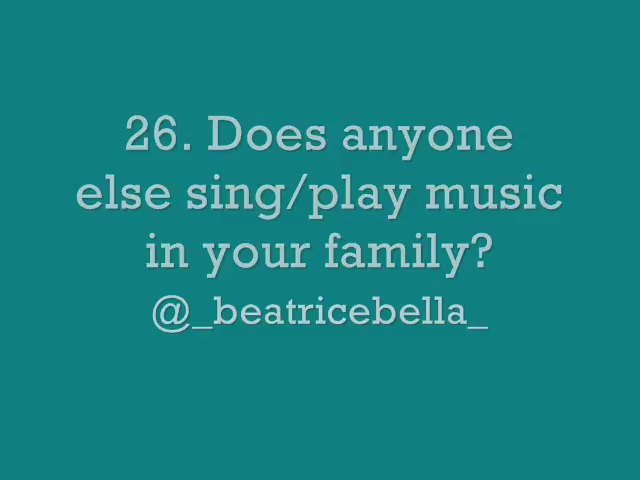 26. Does anyone
else sing/play music
in your family?
@_beatricebella_